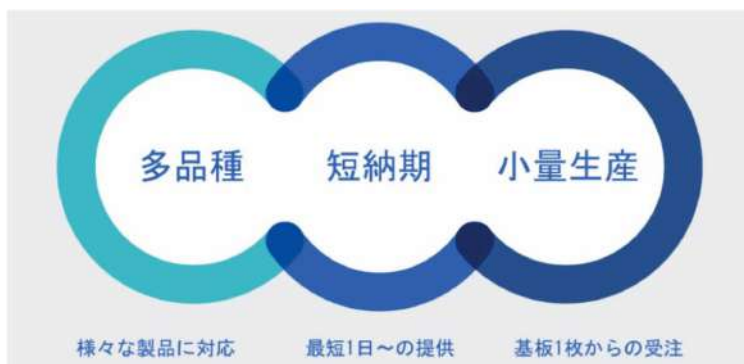 多品種
短納期
小量生産
様々な製品に対応
最短1日～の提供
基板1枚からの受注